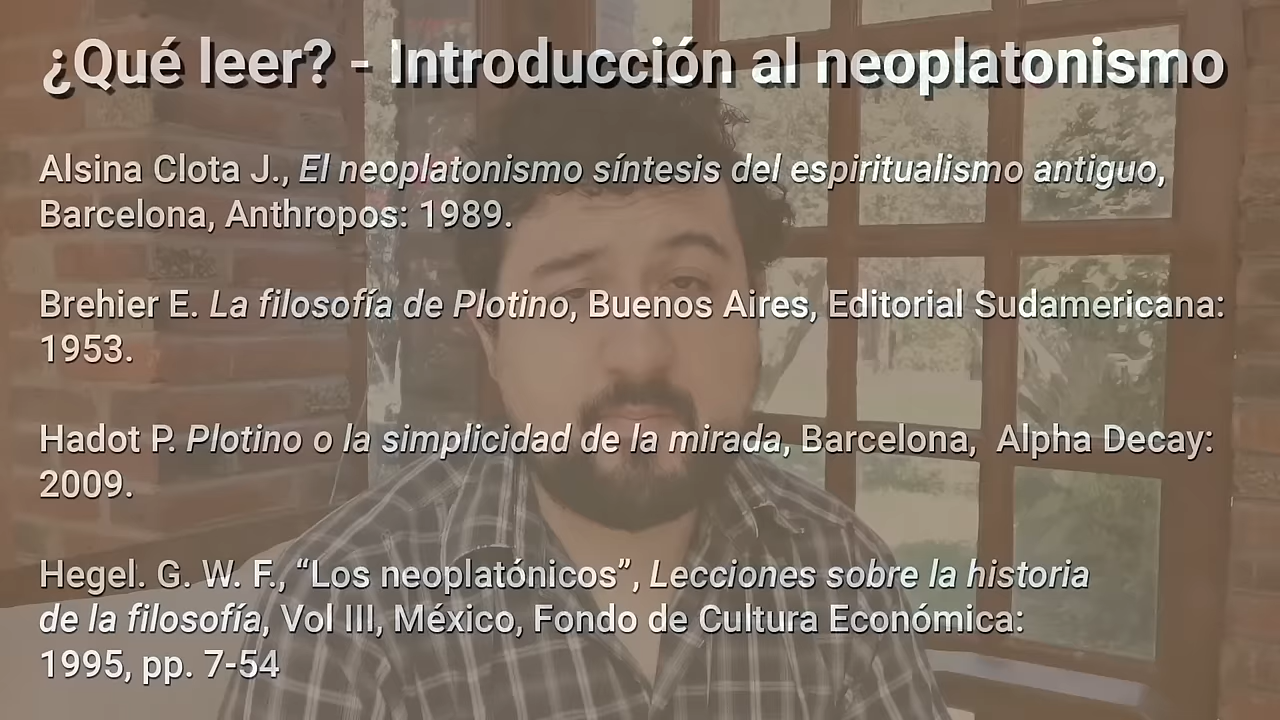 ¿Qué leer? - Introducción al neoplatonismo
Alsina Clota J., El neoplatonismo síntesis del espiritualismo antiguo,
Barcelona, Anthropos: 1989.
Brehier E. La filosofía de Plotino, Buenos Aires, Editorial Sudamericana:
1953.
Hadot P. Plotino o la simplicidad de la mirada, Barcelona, Alpha Decay:
2009.
Hegel. G. W. F., “Los neoplatónicos”, Lecciones sobre la historia
de la filosofía, Vol III, México, Fondo de Cultura Económica:
1995, pp. 7-54